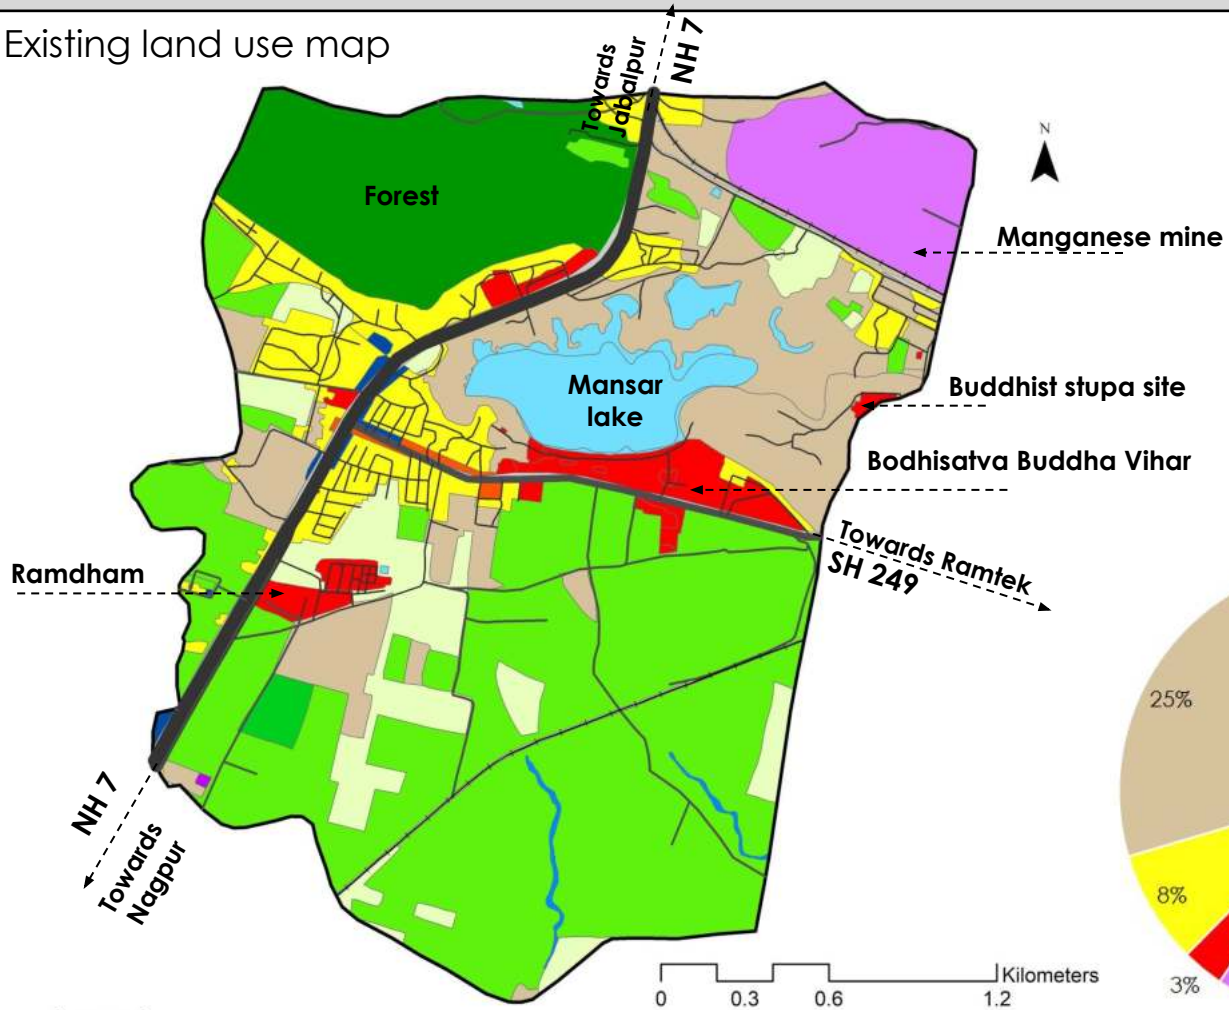 Existing land use map
Towards
Jabalpur
NH 7
N
Forest
Manganese mine
Mansar
lake
Buddhist stupa site
Bodhisatva Buddha Vihar
Towards Ramtek
SH 249
Ramdham
25%
8%
3%
NH 7
Towards
Nagpur
Kilometers
0 0.3 0.6 1.2